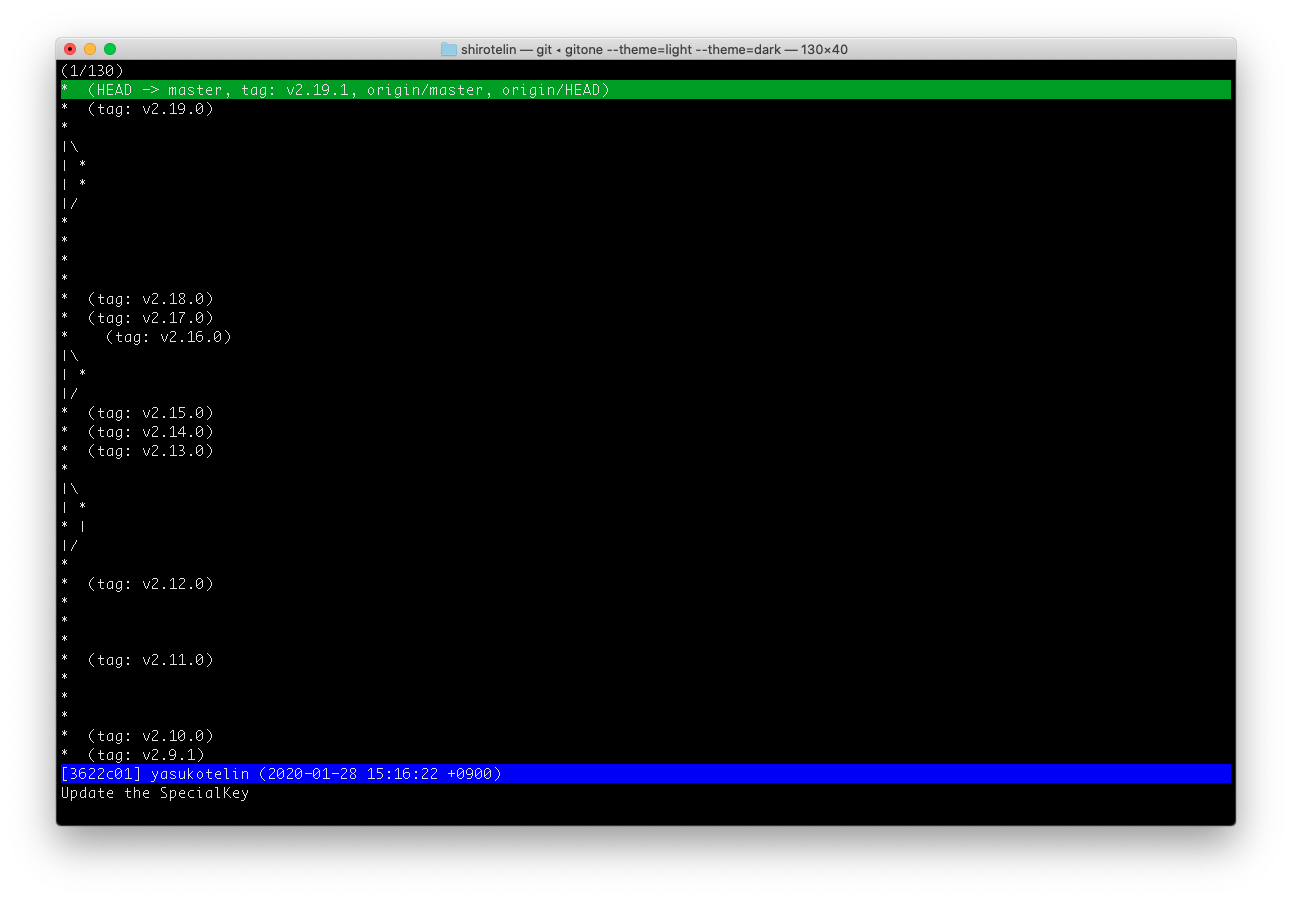 shirotelin — git ◂ gitone --theme=light --theme=dark — 130×40
(1/130)
*  (HEAD -> master, tag: v2.19.1, origin/master, origin/HEAD)
*  (tag: v2.19.0)
*
|\
| *
| *
|/
*
*
*
*
*  (tag: v2.18.0)
*  (tag: v2.17.0)
*    (tag: v2.16.0)
|\
| *
|/
*  (tag: v2.15.0)
*  (tag: v2.14.0)
*  (tag: v2.13.0)
*
|\
| *
* |
|/
*
*  (tag: v2.12.0)
*
*
*
*  (tag: v2.11.0)
*
*
*
*  (tag: v2.10.0)
*  (tag: v2.9.1)
[3622c01] yasukotelin (2020-01-28 15:16:22 +0900)
Update the SpecialKey